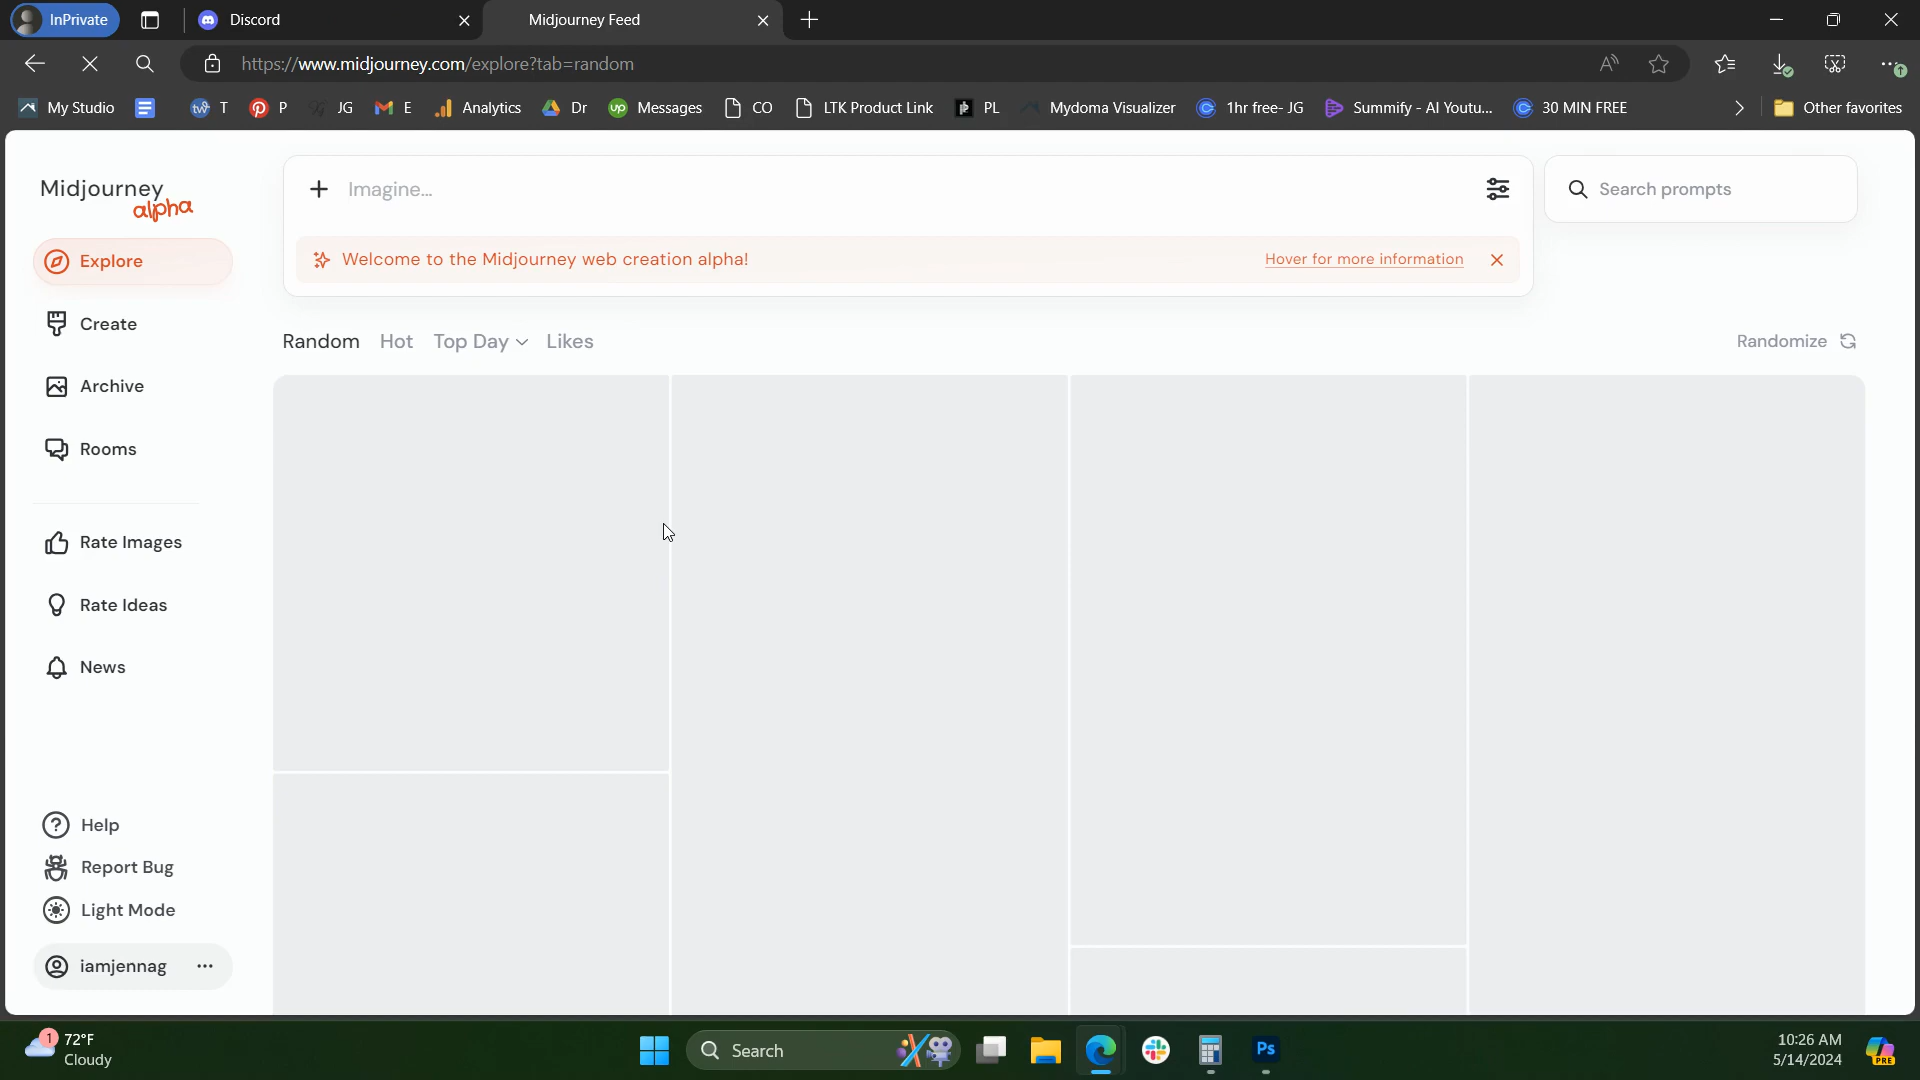 InPrivate
Discord
Midjourney Feed
https://www.midjourney.com/explore?tab=random
My Studio
T
P
JG
E
Analytics
Dr
Messages
CO
LTK Product Link
PL
Mydoma Visualizer
1hr free- JG
Summify - AI Youtu...
30 MIN FREE
Other favorites
Midjourney
alpha
Imagine...
Search prompts
Welcome to the Midjourney web creation alpha!
Hover for more information
Explore
Create
Archive
Rooms
Rate Images
Rate Ideas
News
Help
Report Bug
Light Mode
iamjennag
Random
Hot
Top Day
Likes
Randomize
1
72°F
Cloudy
Search
Ps
10:26 AM
5/14/2024
PRE